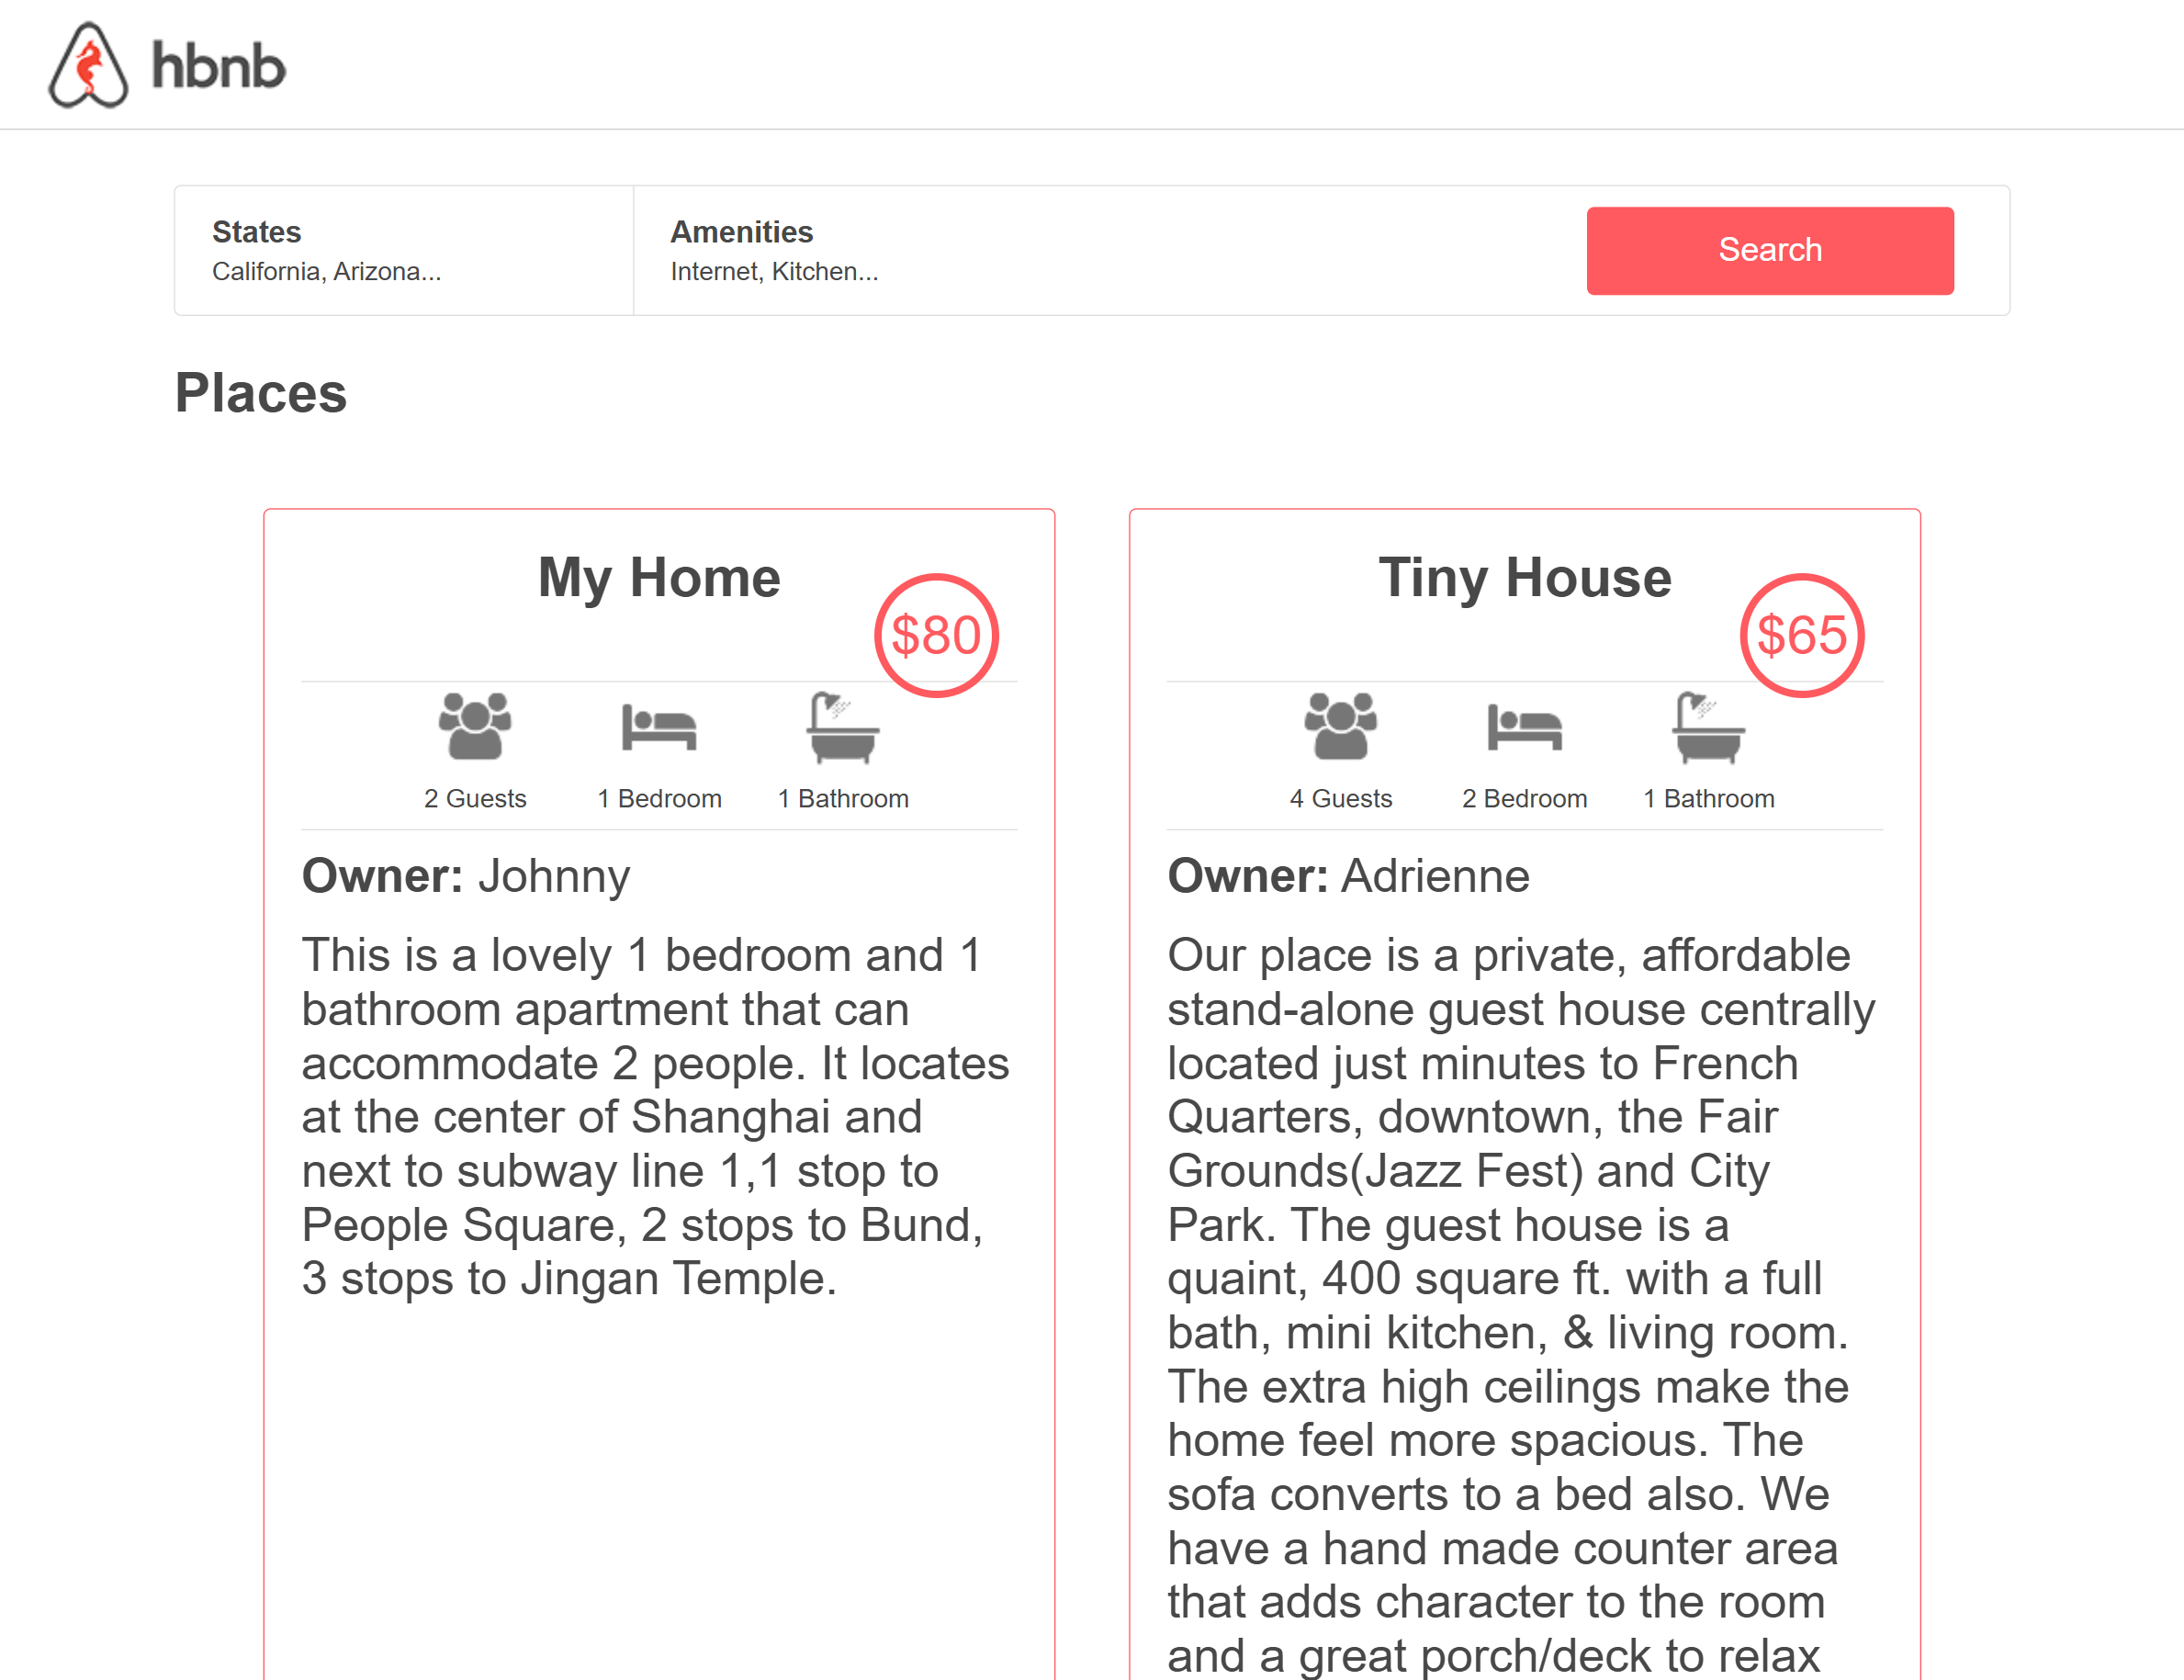 hbnb
States
California, Arizona...
Amenities
Internet, Kitchen...
Search
Places
My Home
$80
2 Guests
1 Bedroom
1 Bathroom
Owner: Johnny
This is a lovely 1 bedroom and 1
bathroom apartment that can
accommodate 2 people. It locates
at the center of Shanghai and
next to subway line 1,1 stop to
People Square, 2 stops to Bund,
3 stops to Jingan Temple.
Tiny House
$65
4 Guests
2 Bedroom
1 Bathroom
Owner: Adrienne
Our place is a private, affordable
stand-alone guest house centrally
located just minutes to French
Quarters, downtown, the Fair
Grounds(Jazz Fest) and City
Park. The guest house is a
quaint, 400 square ft. with a full
bath, mini kitchen, & living room.
The extra high ceilings make the
home feel more spacious. The
sofa converts to a bed also. We
have a hand made counter area
that adds character to the room
and a great porch/deck to relax